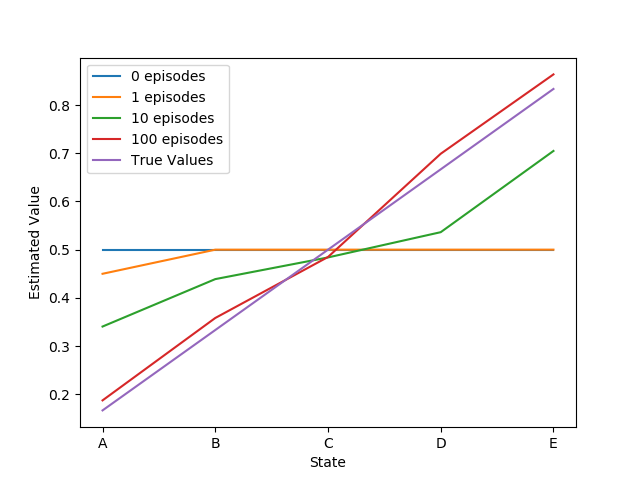 0 episodes
1 episodes
10 episodes
100 episodes
True Values
0.8
0.7
0.6
0.5
0.4
0.3
0.2
Estimated Value
A B C D E
State